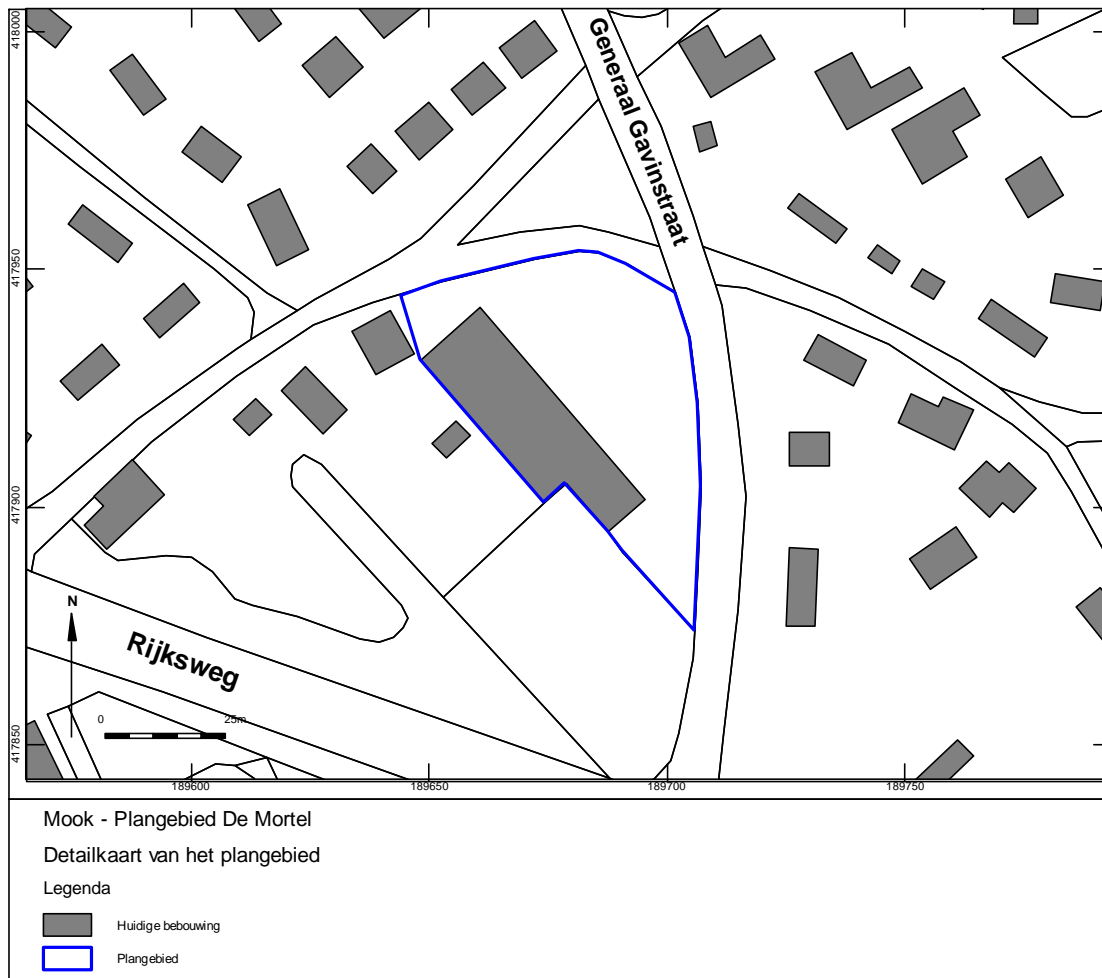 418000
417950
417900
417850
Generaal Gavinstraat
Rijksweg
N
0 25m
189600 189650 189700 189750
Mook - Plangebied De Mortel
Detailkaart van het plangebied
Legenda
Huidige bebouwing
Plangebied